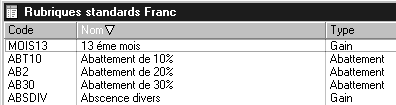 Rubriques standards Franc
Code Nom Type
MOIS13 13 éme mois Gain
ABT10 Abattement de 10% Abattement
AB2 Abattement de 20% Abattement
AB30 Abattement de 30% Abattement
ABSDIV Abscence divers Gain